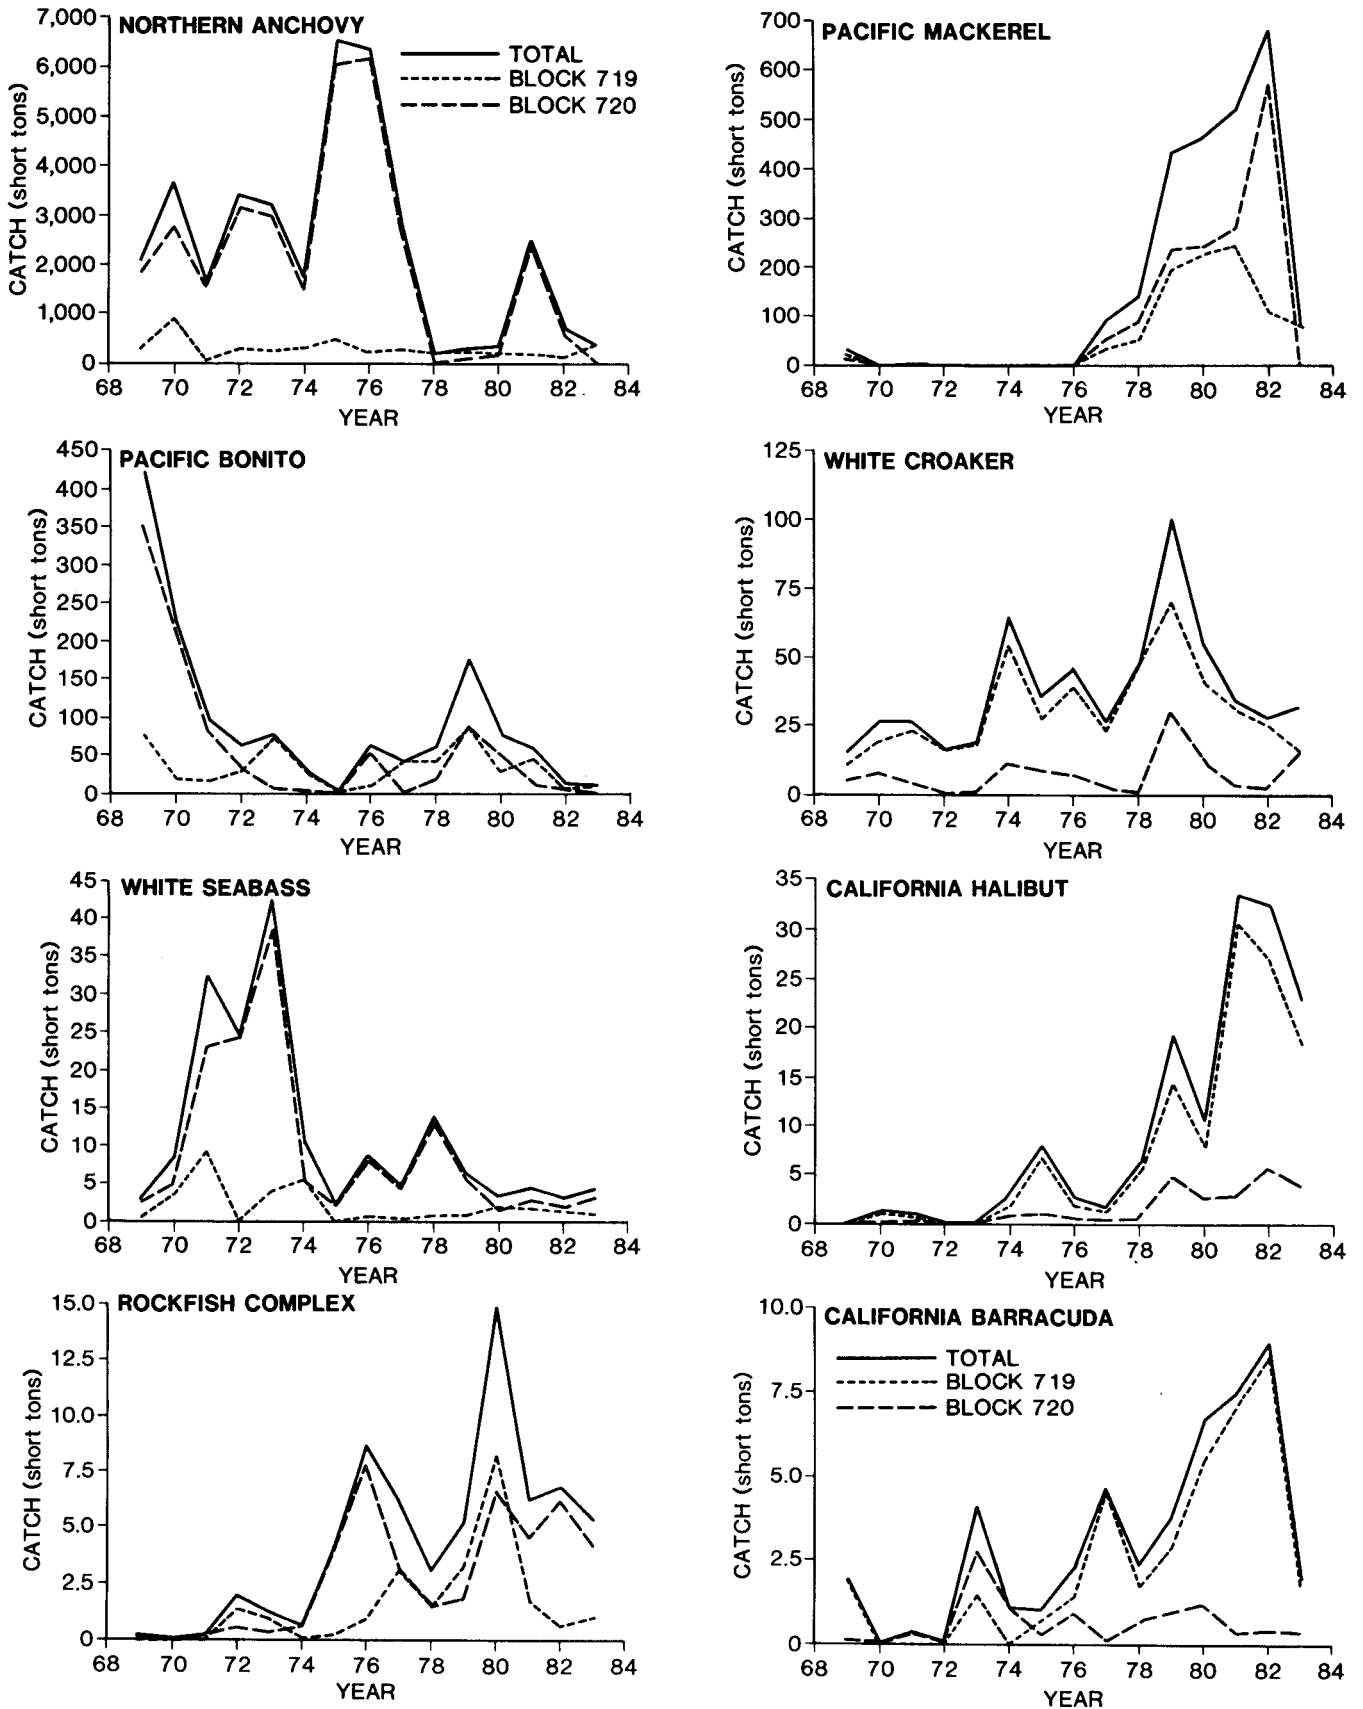 NORTHERN ANCHOVY
TOTAL
BLOCK 719
BLOCK 720
CATCH (short tons)
7,000
6,000
5,000
4,000
3,000
2,000
1,000
0
68 70 72 74 76 78 80 82 84
YEAR
PACIFIC MACKEREL
CATCH (short tons)
700
600
500
400
300
200
100
0
68 70 72 74 76 78 80 82 84
YEAR
PACIFIC BONITO
CATCH (short tons)
450
400
350
300
250
200
150
100
50
0
68 70 72 74 76 78 80 82 84
YEAR
WHITE CROAKER
CATCH (short tons)
125
100
75
50
25
0
68 70 72 74 76 78 80 82 84
YEAR
WHITE SEABASS
CATCH (short tons)
45
40
35
30
25
20
15
10
5
0
68 70 72 74 76 78 80 82 84
YEAR
CALIFORNIA HALIBUT
CATCH (short tons)
35
30
25
20
15
10
5
0
68 70 72 74 76 78 80 82 84
YEAR
ROCKFISH COMPLEX
CATCH (short tons)
15.0
12.5
10.0
7.5
5.0
2.5
0
68 70 72 74 76 78 80 82 84
YEAR
CALIFORNIA BARRACUDA
TOTAL
BLOCK 719
BLOCK 720
CATCH (short tons)
10.0
7.5
5.0
2.5
0
68 70 72 74 76 78 80 82 84
YEAR